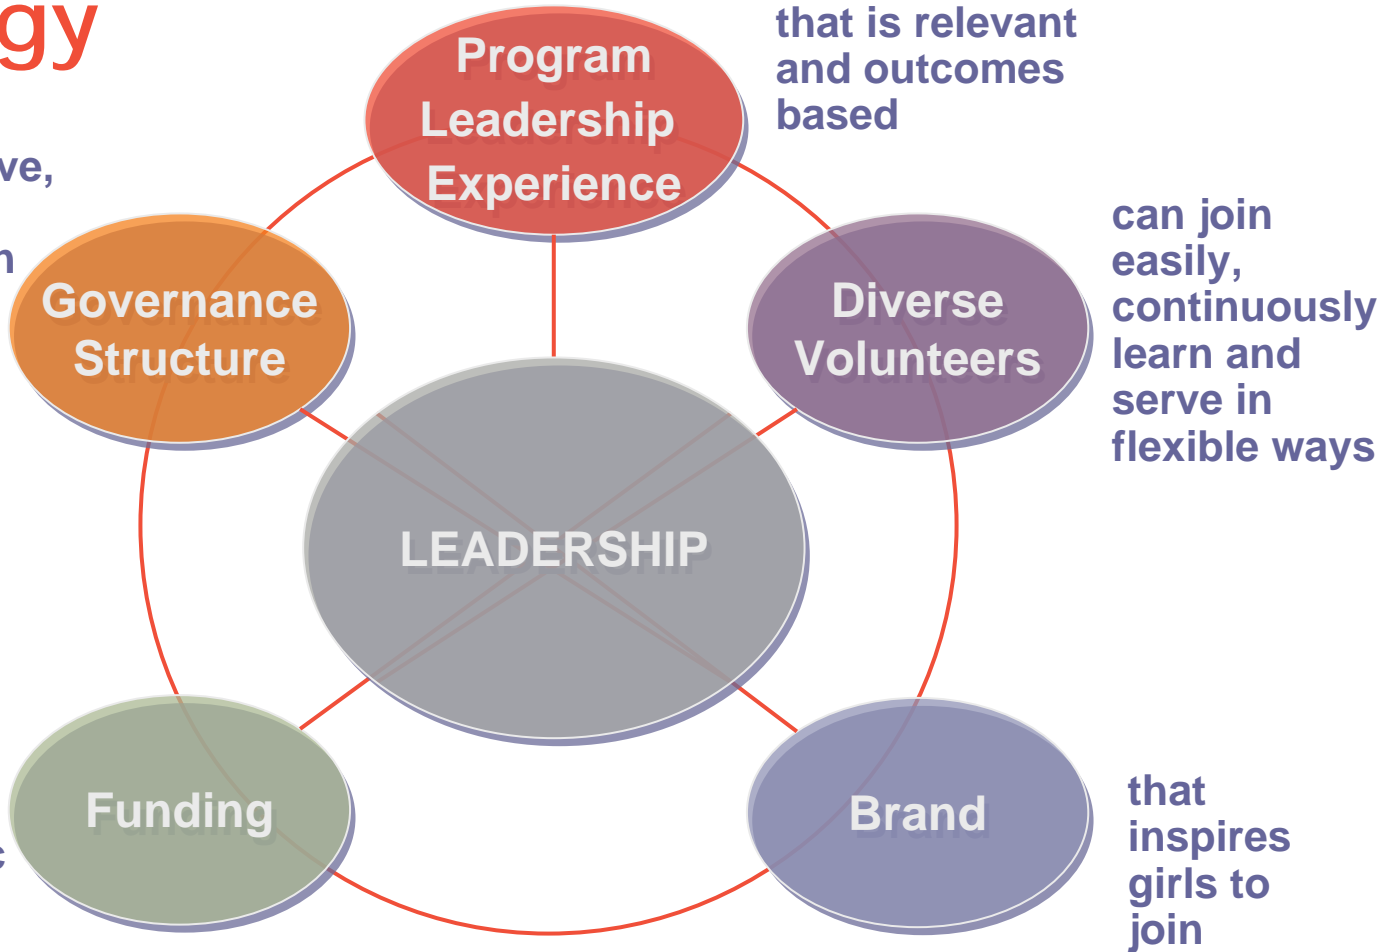 gy
Program
Leadership
Experience
that is relevant
and outcomes
based
ve,
Governance
Structure
Diverse
Volunteers
can join
easily,
continuously
learn and
serve in
flexible ways
LEADERSHIP
Funding
Brand
that
inspires
girls to
join